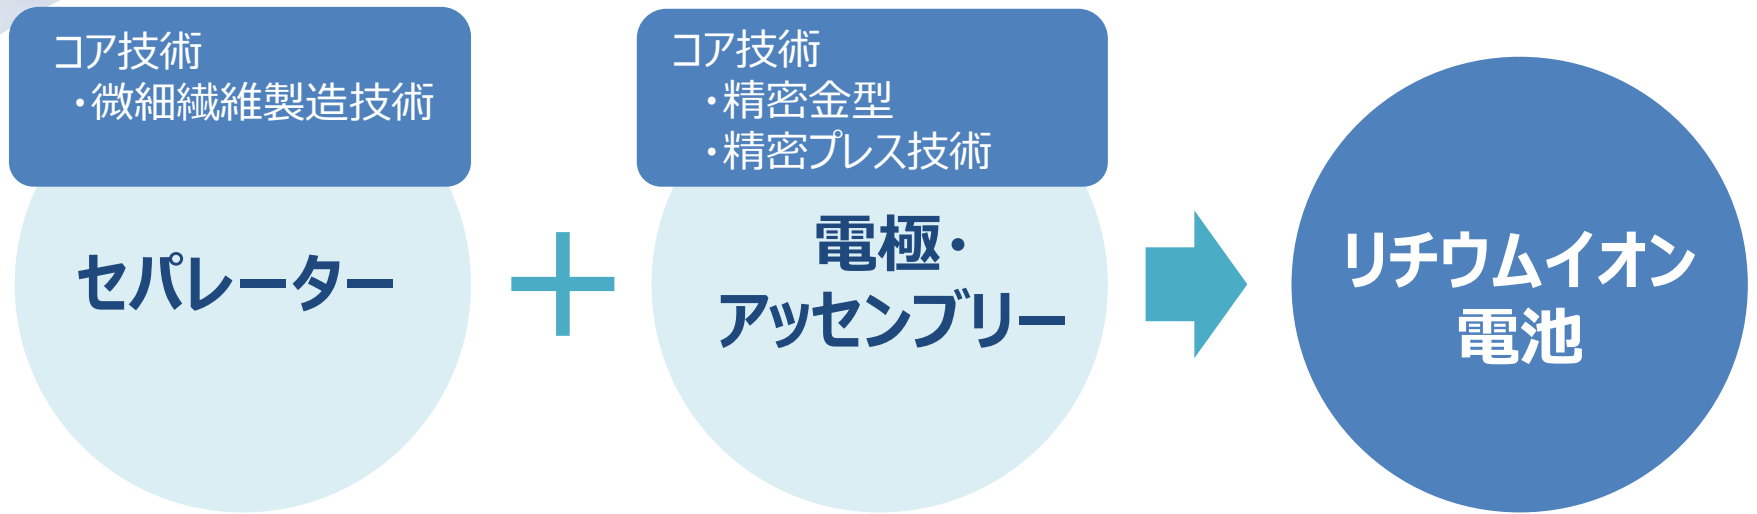 コア技術
・微細繊維製造技術
セパレーター
コア技術
・精密金型
・精密プレス技術
電極・
アッセンブリー
リチウムイオン
電池